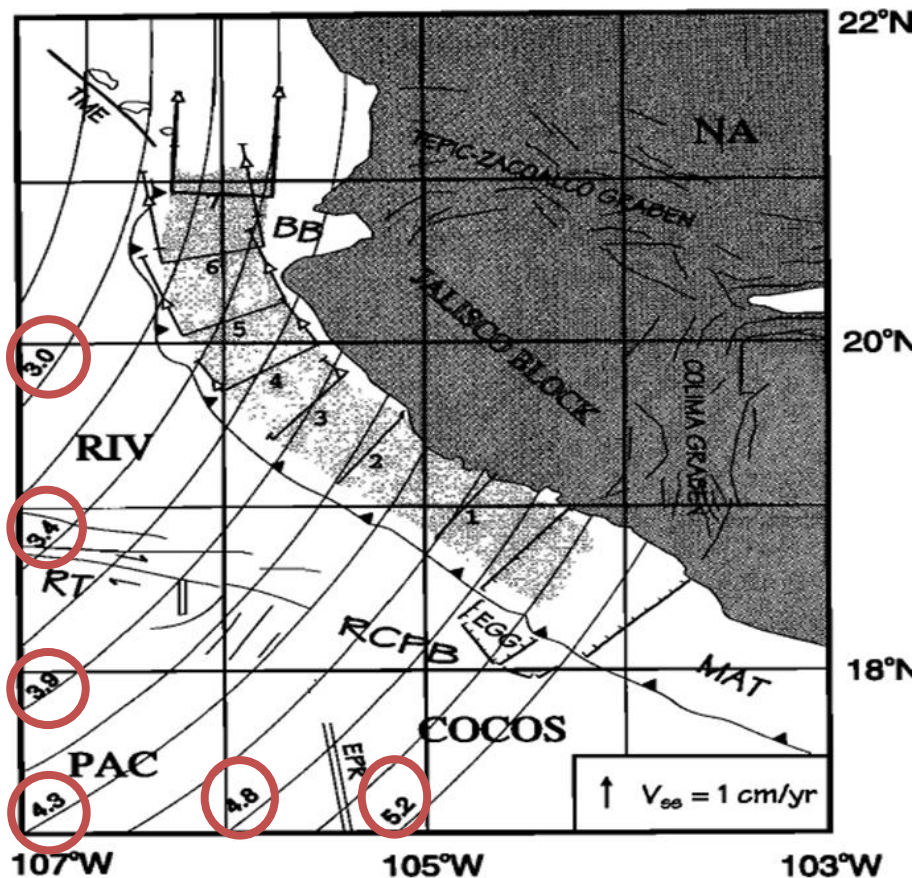 22°N
TME
NA
TEPIC-ZACOALCO GRABEN
7
BB
6
JALISCO BLOCK
5
20°N
3.0
4
COLIMA GRABEN
3
RIV
2
1
3.4
RT
EGG
RCPB
MAT
18°N
3.9
COCOS
PAC
EPR
4.3
4.8
5.2
V_ss = 1 cm/yr
107°W
105°W
103°W